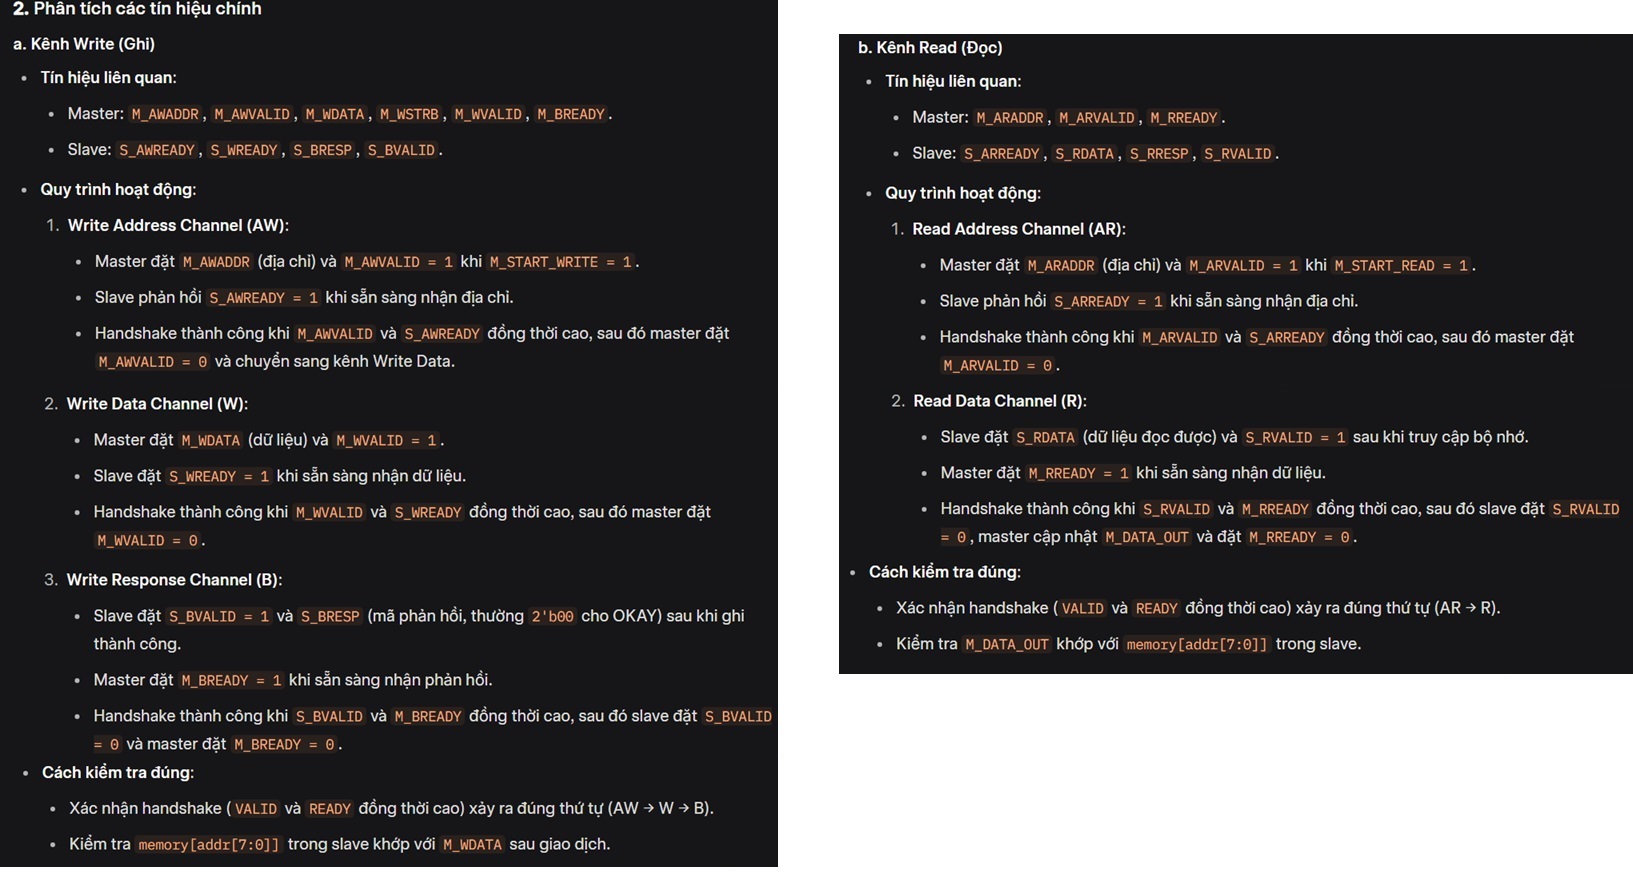 2. Phân tích các tín hiệu chính
a. Kênh Write (Ghi)
• Tín hiệu liên quan:
• Master: M_AWADDR, M_AWVALID, M_WDATA, M_WSTRB, M_WVALID, M_BREADY.
• Slave: S_AWREADY, S_WREADY, S_BRESP, S_BVALID.
• Quy trình hoạt động:
1. Write Address Channel (AW):
• Master đặt M_AWADDR (địa chỉ) và M_AWVALID = 1 khi M_START_WRITE = 1.
• Slave phản hồi S_AWREADY = 1 khi sẵn sàng nhận địa chỉ.
• Handshake thành công khi M_AWVALID và S_AWREADY đồng thời cao, sau đó master đặt
M_AWVALID = 0 và chuyển sang kênh Write Data.
2. Write Data Channel (W):
• Master đặt M_WDATA (dữ liệu) và M_WVALID = 1.
• Slave đặt S_WREADY = 1 khi sẵn sàng nhận dữ liệu.
• Handshake thành công khi M_WVALID và S_WREADY đồng thời cao, sau đó master đặt
M_WVALID = 0.
3. Write Response Channel (B):
• Slave đặt S_BVALID = 1 và S_BRESP (mã phản hồi, thường 2'b00 cho OKAY) sau khi ghi
thành công.
• Master đặt M_BREADY = 1 khi sẵn sàng nhận phản hồi.
• Handshake thành công khi S_BVALID và M_BREADY đồng thời cao, sau đó slave đặt S_BVALID
= 0 và master đặt M_BREADY = 0.
• Cách kiểm tra đúng:
• Xác nhận handshake (VALID và READY đồng thời cao) xảy ra đúng thứ tự (AW → W → B).
• Kiểm tra memory[addr[7:0]] trong slave khớp với M_WDATA sau giao dịch.
b. Kênh Read (Đọc)
• Tín hiệu liên quan:
• Master: M_ARADDR, M_ARVALID, M_RREADY.
• Slave: S_ARREADY, S_RDATA, S_RRESP, S_RVALID.
• Quy trình hoạt động:
1. Read Address Channel (AR):
• Master đặt M_ARADDR (địa chỉ) và M_ARVALID = 1 khi M_START_READ = 1.
• Slave phản hồi S_ARREADY = 1 khi sẵn sàng nhận địa chỉ.
• Handshake thành công khi M_ARVALID và S_ARREADY đồng thời cao, sau đó master đặt
M_ARVALID = 0.
2. Read Data Channel (R):
• Slave đặt S_RDATA (dữ liệu đọc được) và S_RVALID = 1 sau khi truy cập bộ nhớ.
• Master đặt M_RREADY = 1 khi sẵn sàng nhận dữ liệu.
• Handshake thành công khi S_RVALID và M_RREADY đồng thời cao, sau đó slave đặt S_RVALID
= 0, master cập nhật M_DATA_OUT và đặt M_RREADY = 0.
• Cách kiểm tra đúng:
• Xác nhận handshake (VALID và READY đồng thời cao) xảy ra đúng thứ tự (AR → R).
• Kiểm tra M_DATA_OUT khớp với memory[addr[7:0]] trong slave.